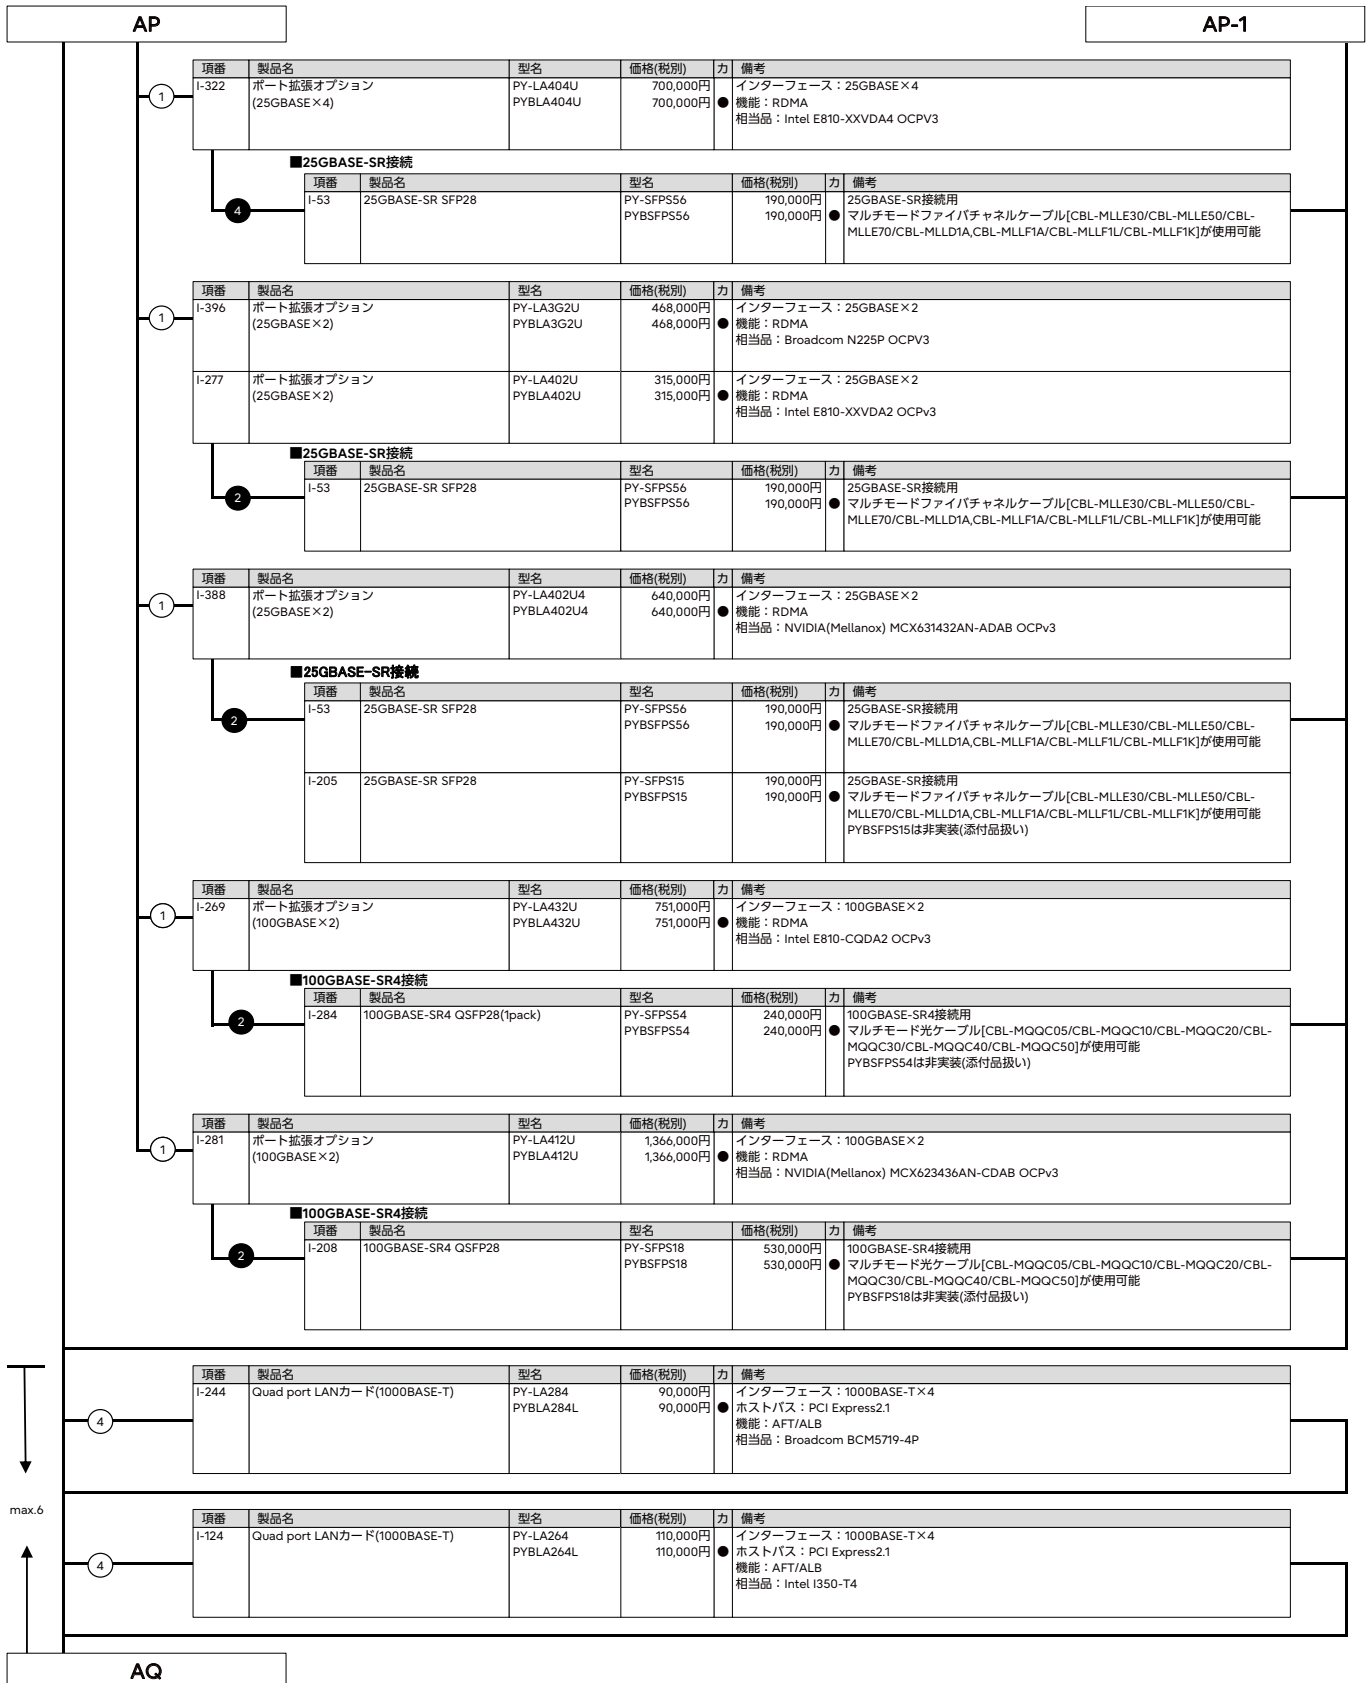 AP
AP-1
項番 製品名 型名 価格(税別) カ 備考
1
I-322 ポート拡張オプション PY-LA404U 700,000円 インターフェース：25GBASE×4
(25GBASE×4) PYBLA404U 700,000円 ● 機能：RDMA
相当品：Intel E810-XXVDA4 OCPV3
■25GBASE-SR接続
項番 製品名 型名 価格(税別) カ 備考
4
I-53 25GBASE-SR SFP28 PY-SFPS56 190,000円 25GBASE-SR接続用
PYBSFPS56 190,000円 ● マルチモードファイバチャネルケーブル[CBL-MLLE30/CBL-MLLE50/CBL-
MLLE70/CBL-MLLD1A,CBL-MLLF1A/CBL-MLLF1L/CBL-MLLF1K]が使用可能
項番 製品名 型名 価格(税別) カ 備考
1
I-396 ポート拡張オプション PY-LA3G2U 468,000円 インターフェース：25GBASE×2
(25GBASE×2) PYBLA3G2U 468,000円 ● 機能：RDMA
相当品：Broadcom N225P OCPV3
I-277 ポート拡張オプション PY-LA402U 315,000円 インターフェース：25GBASE×2
(25GBASE×2) PYBLA402U 315,000円 ● 機能：RDMA
相当品：Intel E810-XXVDA2 OCPv3
■25GBASE-SR接続
項番 製品名 型名 価格(税別) カ 備考
2
I-53 25GBASE-SR SFP28 PY-SFPS56 190,000円 25GBASE-SR接続用
PYBSFPS56 190,000円 ● マルチモードファイバチャネルケーブル[CBL-MLLE30/CBL-MLLE50/CBL-
MLLE70/CBL-MLLD1A,CBL-MLLF1A/CBL-MLLF1L/CBL-MLLF1K]が使用可能
項番 製品名 型名 価格(税別) カ 備考
1
I-388 ポート拡張オプション PY-LA402U4 640,000円 インターフェース：25GBASE×2
(25GBASE×2) PYBLA402U4 640,000円 ● 機能：RDMA
相当品：NVIDIA(Mellanox) MCX631432AN-ADAB OCPv3
■25GBASE-SR接続
項番 製品名 型名 価格(税別) カ 備考
2
I-53 25GBASE-SR SFP28 PY-SFPS56 190,000円 25GBASE-SR接続用
PYBSFPS56 190,000円 ● マルチモードファイバチャネルケーブル[CBL-MLLE30/CBL-MLLE50/CBL-
MLLE70/CBL-MLLD1A,CBL-MLLF1A/CBL-MLLF1L/CBL-MLLF1K]が使用可能
I-205 25GBASE-SR SFP28 PY-SFPS15 190,000円 25GBASE-SR接続用
PYBSFPS15 190,000円 ● マルチモードファイバチャネルケーブル[CBL-MLLE30/CBL-MLLE50/CBL-
MLLE70/CBL-MLLD1A,CBL-MLLF1A/CBL-MLLF1L/CBL-MLLF1K]が使用可能
PYBSFPS15は非実装(添付品扱い)
項番 製品名 型名 価格(税別) カ 備考
1
I-269 ポート拡張オプション PY-LA432U 751,000円 インターフェース：100GBASE×2
(100GBASE×2) PYBLA432U 751,000円 ● 機能：RDMA
相当品：Intel E810-CQDA2 OCPv3
■100GBASE-SR4接続
項番 製品名 型名 価格(税別) カ 備考
2
I-284 100GBASE-SR4 QSFP28(1pack) PY-SFPS54 240,000円 100GBASE-SR4接続用
PYBSFPS54 240,000円 ● マルチモード光ケーブル[CBL-MQQC05/CBL-MQQC10/CBL-MQQC20/CBL-
MQQC30/CBL-MQQC40/CBL-MQQC50]が使用可能
PYBSFPS54は非実装(添付品扱い)
項番 製品名 型名 価格(税別) カ 備考
1
I-281 ポート拡張オプション PY-LA412U 1,366,000円 インターフェース：100GBASE×2
(100GBASE×2) PYBLA412U 1,366,000円 ● 機能：RDMA
相当品：NVIDIA(Mellanox) MCX623436AN-CDAB OCPv3
■100GBASE-SR4接続
項番 製品名 型名 価格(税別) カ 備考
2
I-208 100GBASE-SR4 QSFP28 PY-SFPS18 530,000円 100GBASE-SR4接続用
PYBSFPS18 530,000円 ● マルチモード光ケーブル[CBL-MQQC05/CBL-MQQC10/CBL-MQQC20/CBL-
MQQC30/CBL-MQQC40/CBL-MQQC50]が使用可能
PYBSFPS18は非実装(添付品扱い)
項番 製品名 型名 価格(税別) カ 備考
4
I-244 Quad port LANカード(1000BASE-T) PY-LA284 90,000円 インターフェース：1000BASE-T×4
PYBLA284L 90,000円 ● ホストバス：PCI Express2.1
機能：AFT/ALB
相当品：Broadcom BCM5719-4P
max.6
項番 製品名 型名 価格(税別) カ 備考
4
I-124 Quad port LANカード(1000BASE-T) PY-LA264 110,000円 インターフェース：1000BASE-T×4
PYBLA264L 110,000円 ● ホストバス：PCI Express2.1
機能：AFT/ALB
相当品：Intel I350-T4
AQ